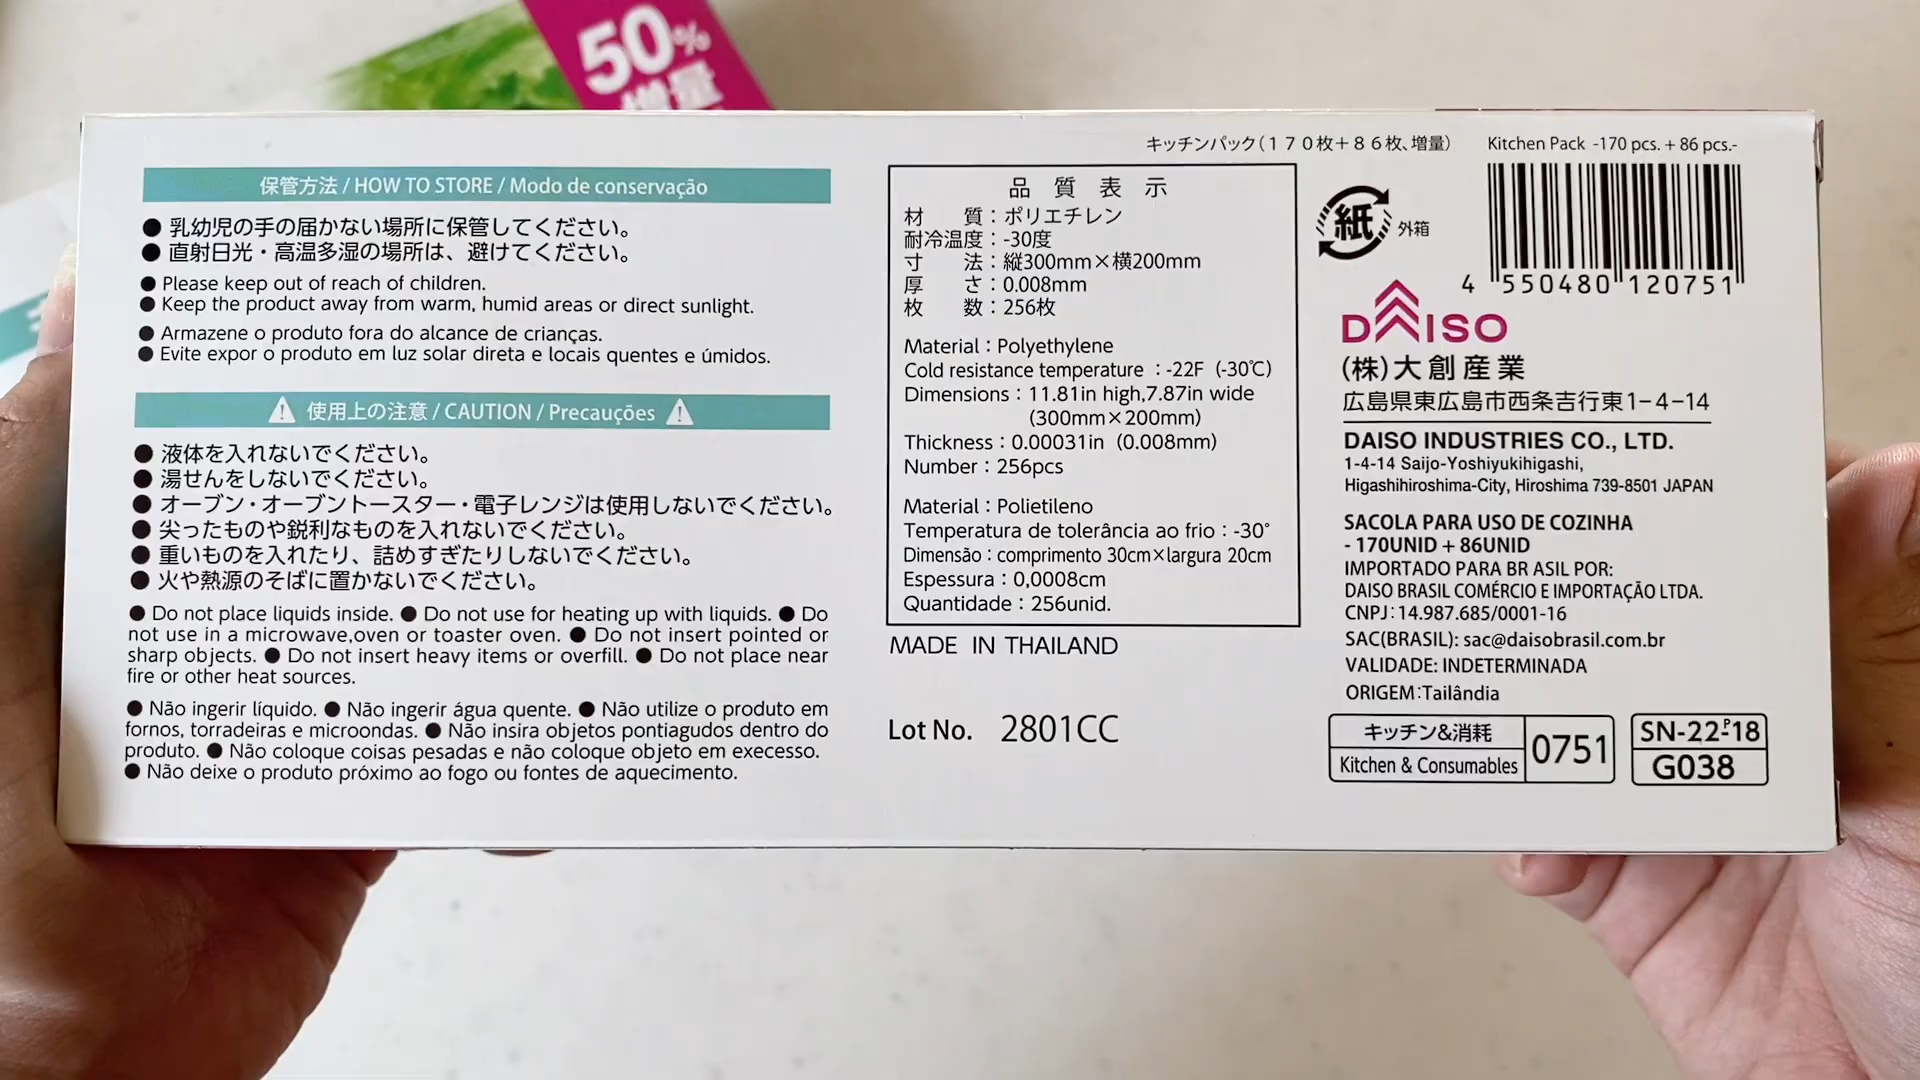 50%
増量
保管方法 / HOW TO STORE / Modo de conservação
● 乳幼児の手の届かない場所に保管してください。
● 直射日光・高温多湿の場所は、避けてください。
● Please keep out of reach of children.
● Keep the product away from warm, humid areas or direct sunlight.
● Armazene o produto fora do alcance de crianças.
● Evite expor o produto em luz solar direta e locais quentes e úmidos.
使用上の注意 / CAUTION / Precauções
● 液体を入れないでください。
● 湯せんをしないでください。
● オーブン・オーブントースター・電子レンジは使用しないでください。
● 尖ったものや鋭利なものを入れないでください。
● 重いものを入れたり、詰めすぎたりしないでください。
● 火や熱源のそばに置かないでください。
● Do not place liquids inside. ● Do not use for heating up with liquids. ● Do
not use in a microwave,oven or toaster oven. ● Do not insert pointed or
sharp objects. ● Do not insert heavy items or overfill. ● Do not place near
fire or other heat sources.
● Não ingerir líquido. ● Não ingerir água quente. ● Não utilize o produto em
fornos, torradeiras e microondas. ● Não insira objetos pontiagudos dentro do
produto. ● Não coloque coisas pesadas e não coloque objeto em execesso.
● Não deixe o produto próximo ao fogo ou fontes de aquecimento.
キッチンパック(170枚+86枚、増量)
品質表示
材質:ポリエチレン
耐冷温度:-30度
寸法:縦300mm×横200mm
厚さ:0.008mm
枚数:256枚
Material : Polyethylene
Cold resistance temperature : -22F (-30℃)
Dimensions : 11.81in high,7.87in wide
(300mm×200mm)
Thickness : 0.00031in (0.008mm)
Number : 256pcs
Material : Polietileno
Temperatura de tolerância ao frio : -30°
Dimensão : comprimento 30cm×largura 20cm
Espessura : 0,0008cm
Quantidade : 256unid.
MADE IN THAILAND
Lot No. 2801CC
Kitchen Pack -170 pcs. + 86 pcs.-
紙 外箱
4 550480 120751
DAISO
(株)大創産業
広島県東広島市西条吉行東1-4-14
DAISO INDUSTRIES CO., LTD.
1-4-14 Saijo-Yoshiyukihigashi,
Higashihiroshima-City, Hiroshima 739-8501 JAPAN
SACOLA PARA USO DE COZINHA
- 170UNID + 86UNID
IMPORTADO PARA BR ASIL POR:
DAISO BRASIL COMÉRCIO E IMPORTAÇÃO LTDA.
CNPJ:14.987.685/0001-16
SAC(BRASIL): sac@daisobrasil.com.br
VALIDADE: INDETERMINADA
ORIGEM:Tailândia
キッチン&消耗
Kitchen & Consumables
0751
SN-22-P-18
G038